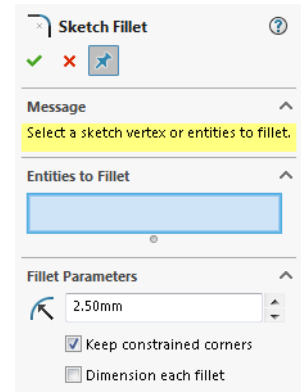 Sketch Fillet
Message
Select a sketch vertex or entities to fillet.
Entities to Fillet
Fillet Parameters
2.50mm
Keep constrained corners
Dimension each fillet